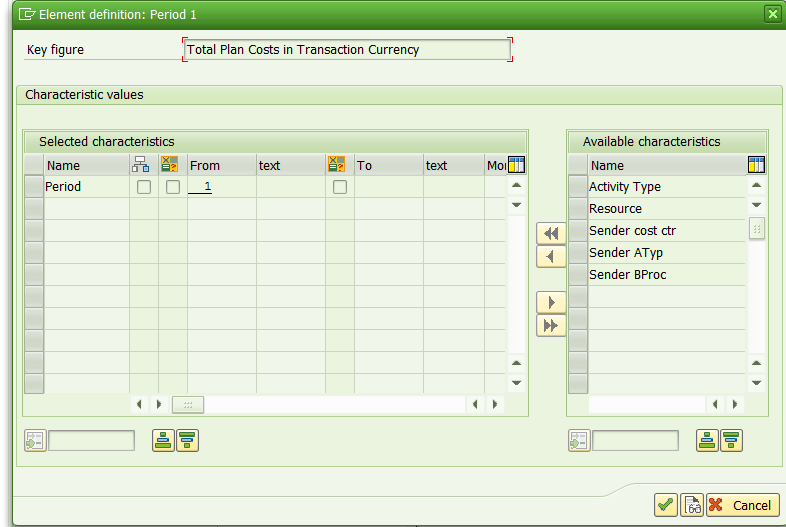 Element definition: Period 1
Key figure Total Plan Costs in Transaction Currency
Characteristic values
Selected characteristics
Name From text To text Mo
Period 1
Available characteristics
Name
Activity Type
Resource
Sender cost ctr
Sender ATyp
Sender BProc
Cancel